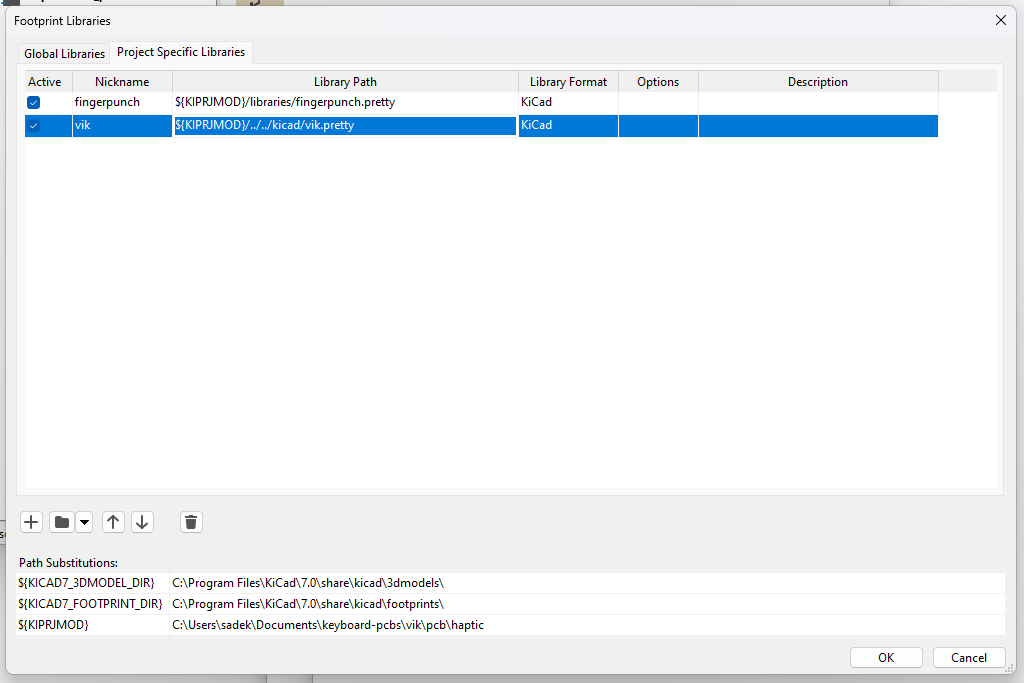 Footprint Libraries
Global Libraries Project Specific Libraries
Active Nickname Library Path Library Format Options Description
fingerpunch ${KIPRJMOD}/libraries/fingerpunch.pretty KiCad
vik ${KIPRJMOD}/../../kicad/vik.pretty KiCad
Path Substitutions:
${KICAD7_3DMODEL_DIR} C:\Program Files\KiCad\7.0\share\kicad\3dmodels\
${KICAD7_FOOTPRINT_DIR} C:\Program Files\KiCad\7.0\share\kicad\footprints\
${KIPRJMOD} C:\Users\sadek\Documents\keyboard-pcbs\vik\pcb\haptic
OK Cancel